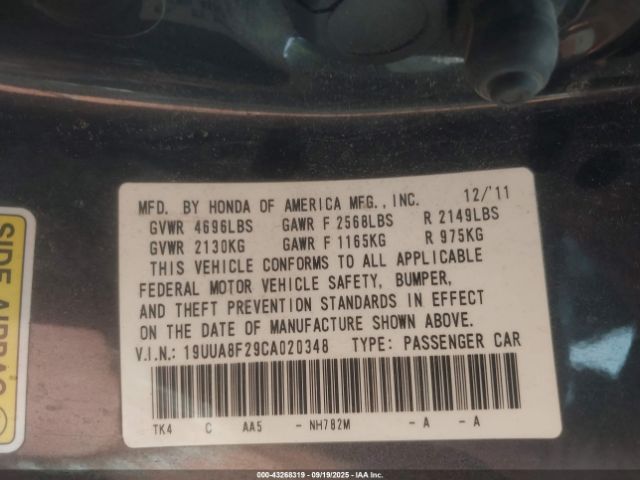 MFD. BY HONDA OF AMERICA MFG., INC. 12/'11
GVWR 4696LBS GAWR F 2568LBS R 2149LBS
GVWR 2130KG GAWR F 1165KG R 975KG
THIS VEHICLE CONFORMS TO ALL APPLICABLE
FEDERAL MOTOR VEHICLE SAFETY, BUMPER,
AND THEFT PREVENTION STANDARDS IN EFFECT
ON THE DATE OF MANUFACTURE SHOWN ABOVE.
V.I.N.: 19UUA8F29CA020348 TYPE: PASSENGER CAR
TK4 C AA5 - NH782M - A - A
SIDE AIRBAG
000-43268319 | 09/19/2025 | IAA Inc.